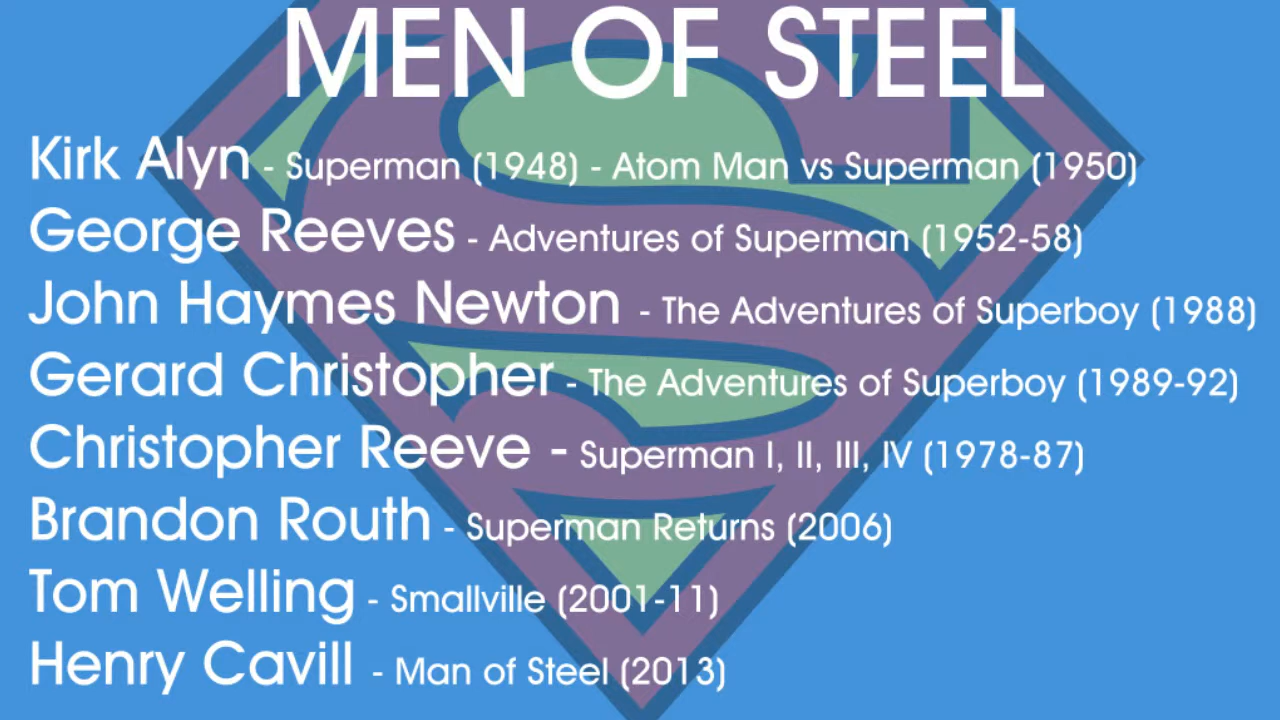 MEN OF STEEL
Kirk Alyn - Superman (1948) - Atom Man vs Superman (1950)
George Reeves - Adventures of Superman (1952-58)
John Haymes Newton - The Adventures of Superboy (1988)
Gerard Christopher - The Adventures of Superboy (1989-92)
Christopher Reeve - Superman I, II, III, IV (1978-87)
Brandon Routh - Superman Returns (2006)
Tom Welling - Smallville (2001-11)
Henry Cavill - Man of Steel (2013)